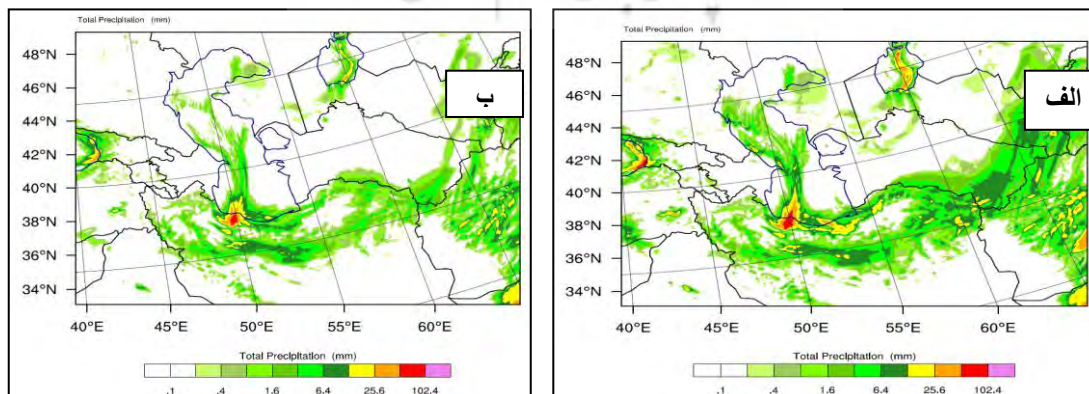 Total Precipitation (mm)
48°N
46°N
44°N
42°N
40°N
38°N
36°N
34°N
40°E 45°E 50°E 55°E 60°E
ب
Total Precipitation (mm)
.1 .4 1.6 6.4 25.6 102.4
Total Precipitation (mm)
48°N
46°N
44°N
42°N
40°N
38°N
36°N
34°N
40°E 45°E 50°E 55°E 60°E
الف
Total Precipitation (mm)
.1 .4 1.6 6.4 25.6 102.4